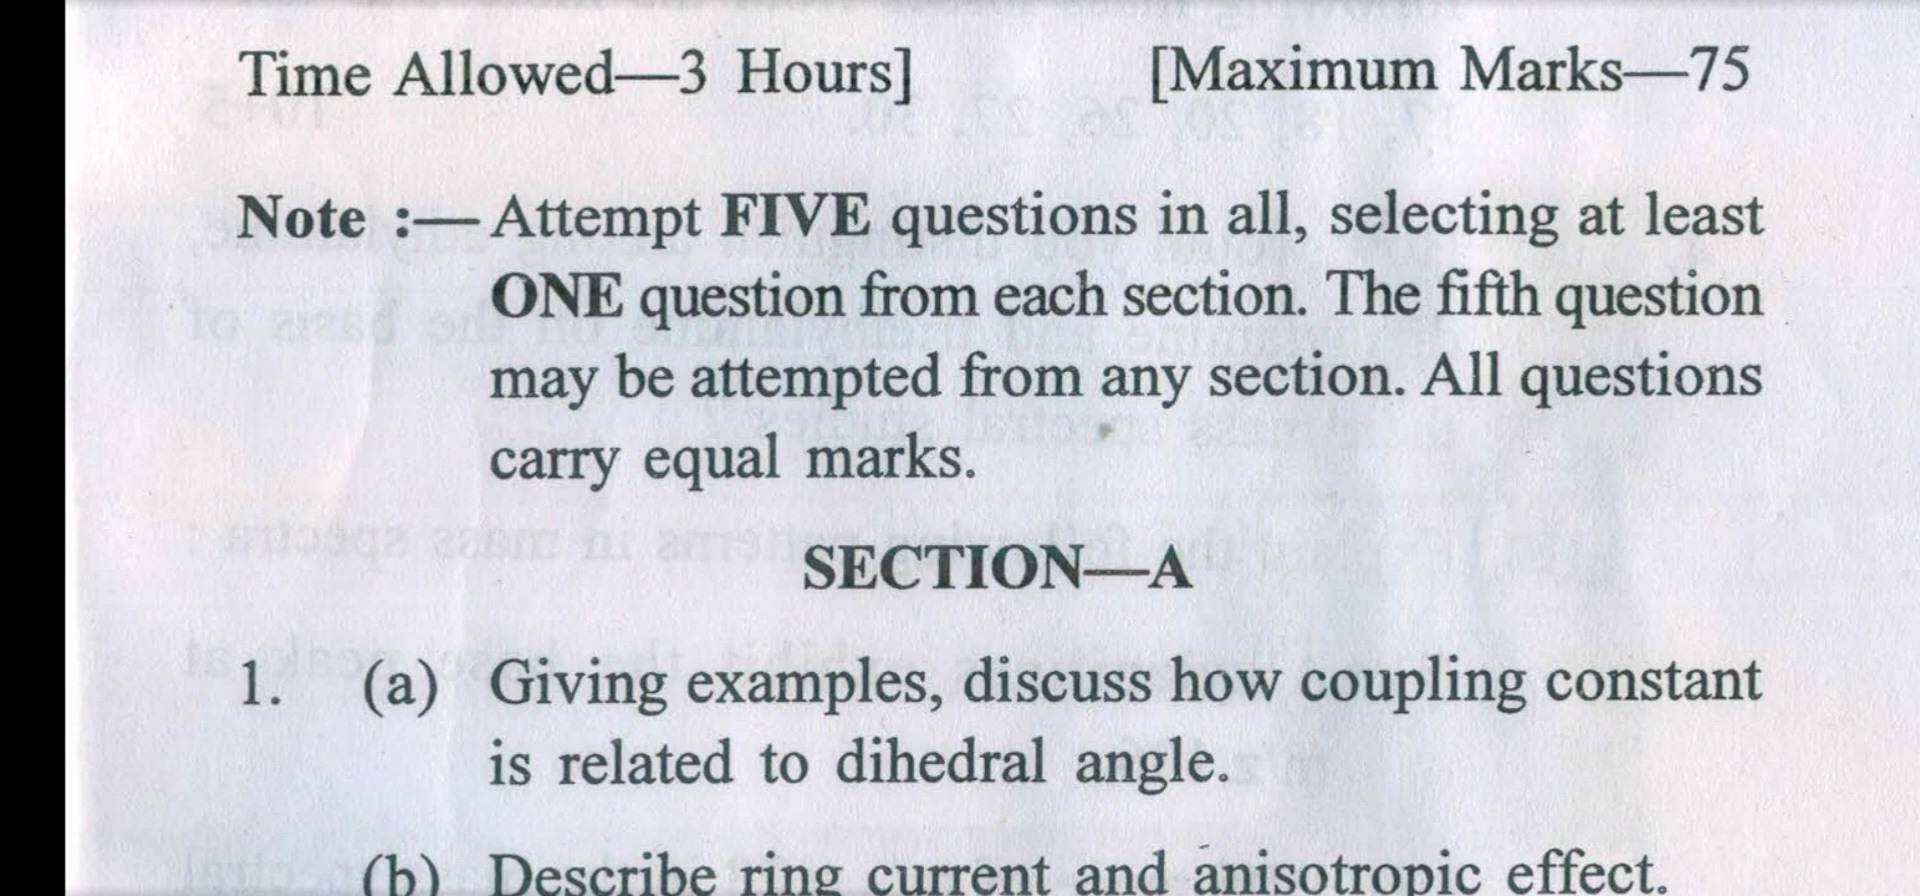 Time Allowed—3 Hours] [Maximum Marks—75
Note :— Attempt FIVE questions in all, selecting at least
ONE question from each section. The fifth question
may be attempted from any section. All questions
carry equal marks.
SECTION—A
1. (a) Giving examples, discuss how coupling constant
is related to dihedral angle.
(b) Describe ring current and anisotropic effect.